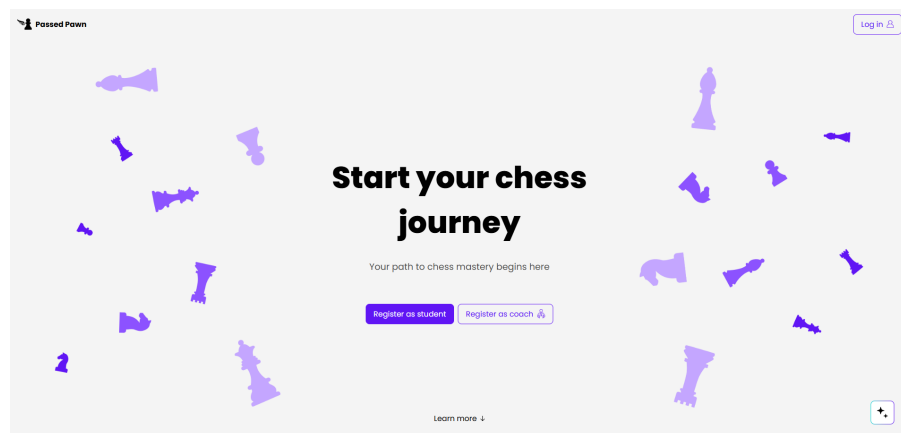 Passed Pawn
Log in
Start your chess
journey
Your path to chess mastery begins here
Register as student
Register as coach
Learn more ↓